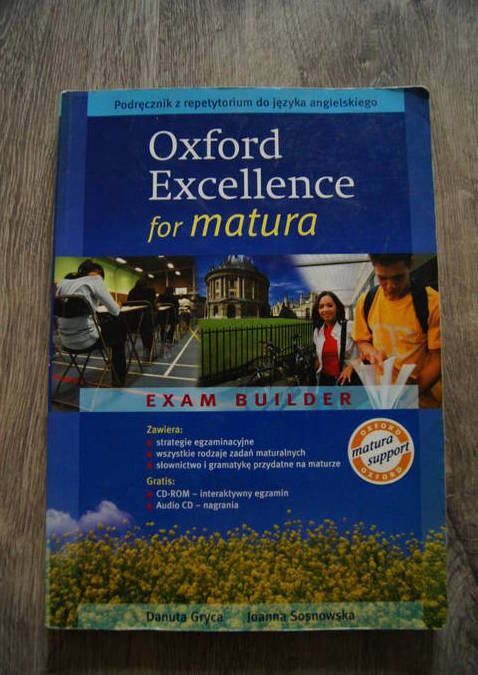 Podręcznik z repetytorium do języka angielskiego
Oxford
Excellence
for matura
EXAM BUILDER
Zawiera:
strategie egzaminacyjne
wszystkie rodzaje zadań maturalnych
słownictwo i gramatykę przydatne na maturze
Gratis:
CD-ROM – interaktywny egzamin
Audio CD – nagrania
OXFORD
matura
support
OXFORD
Danuta Gryca Joanna Sosnowska